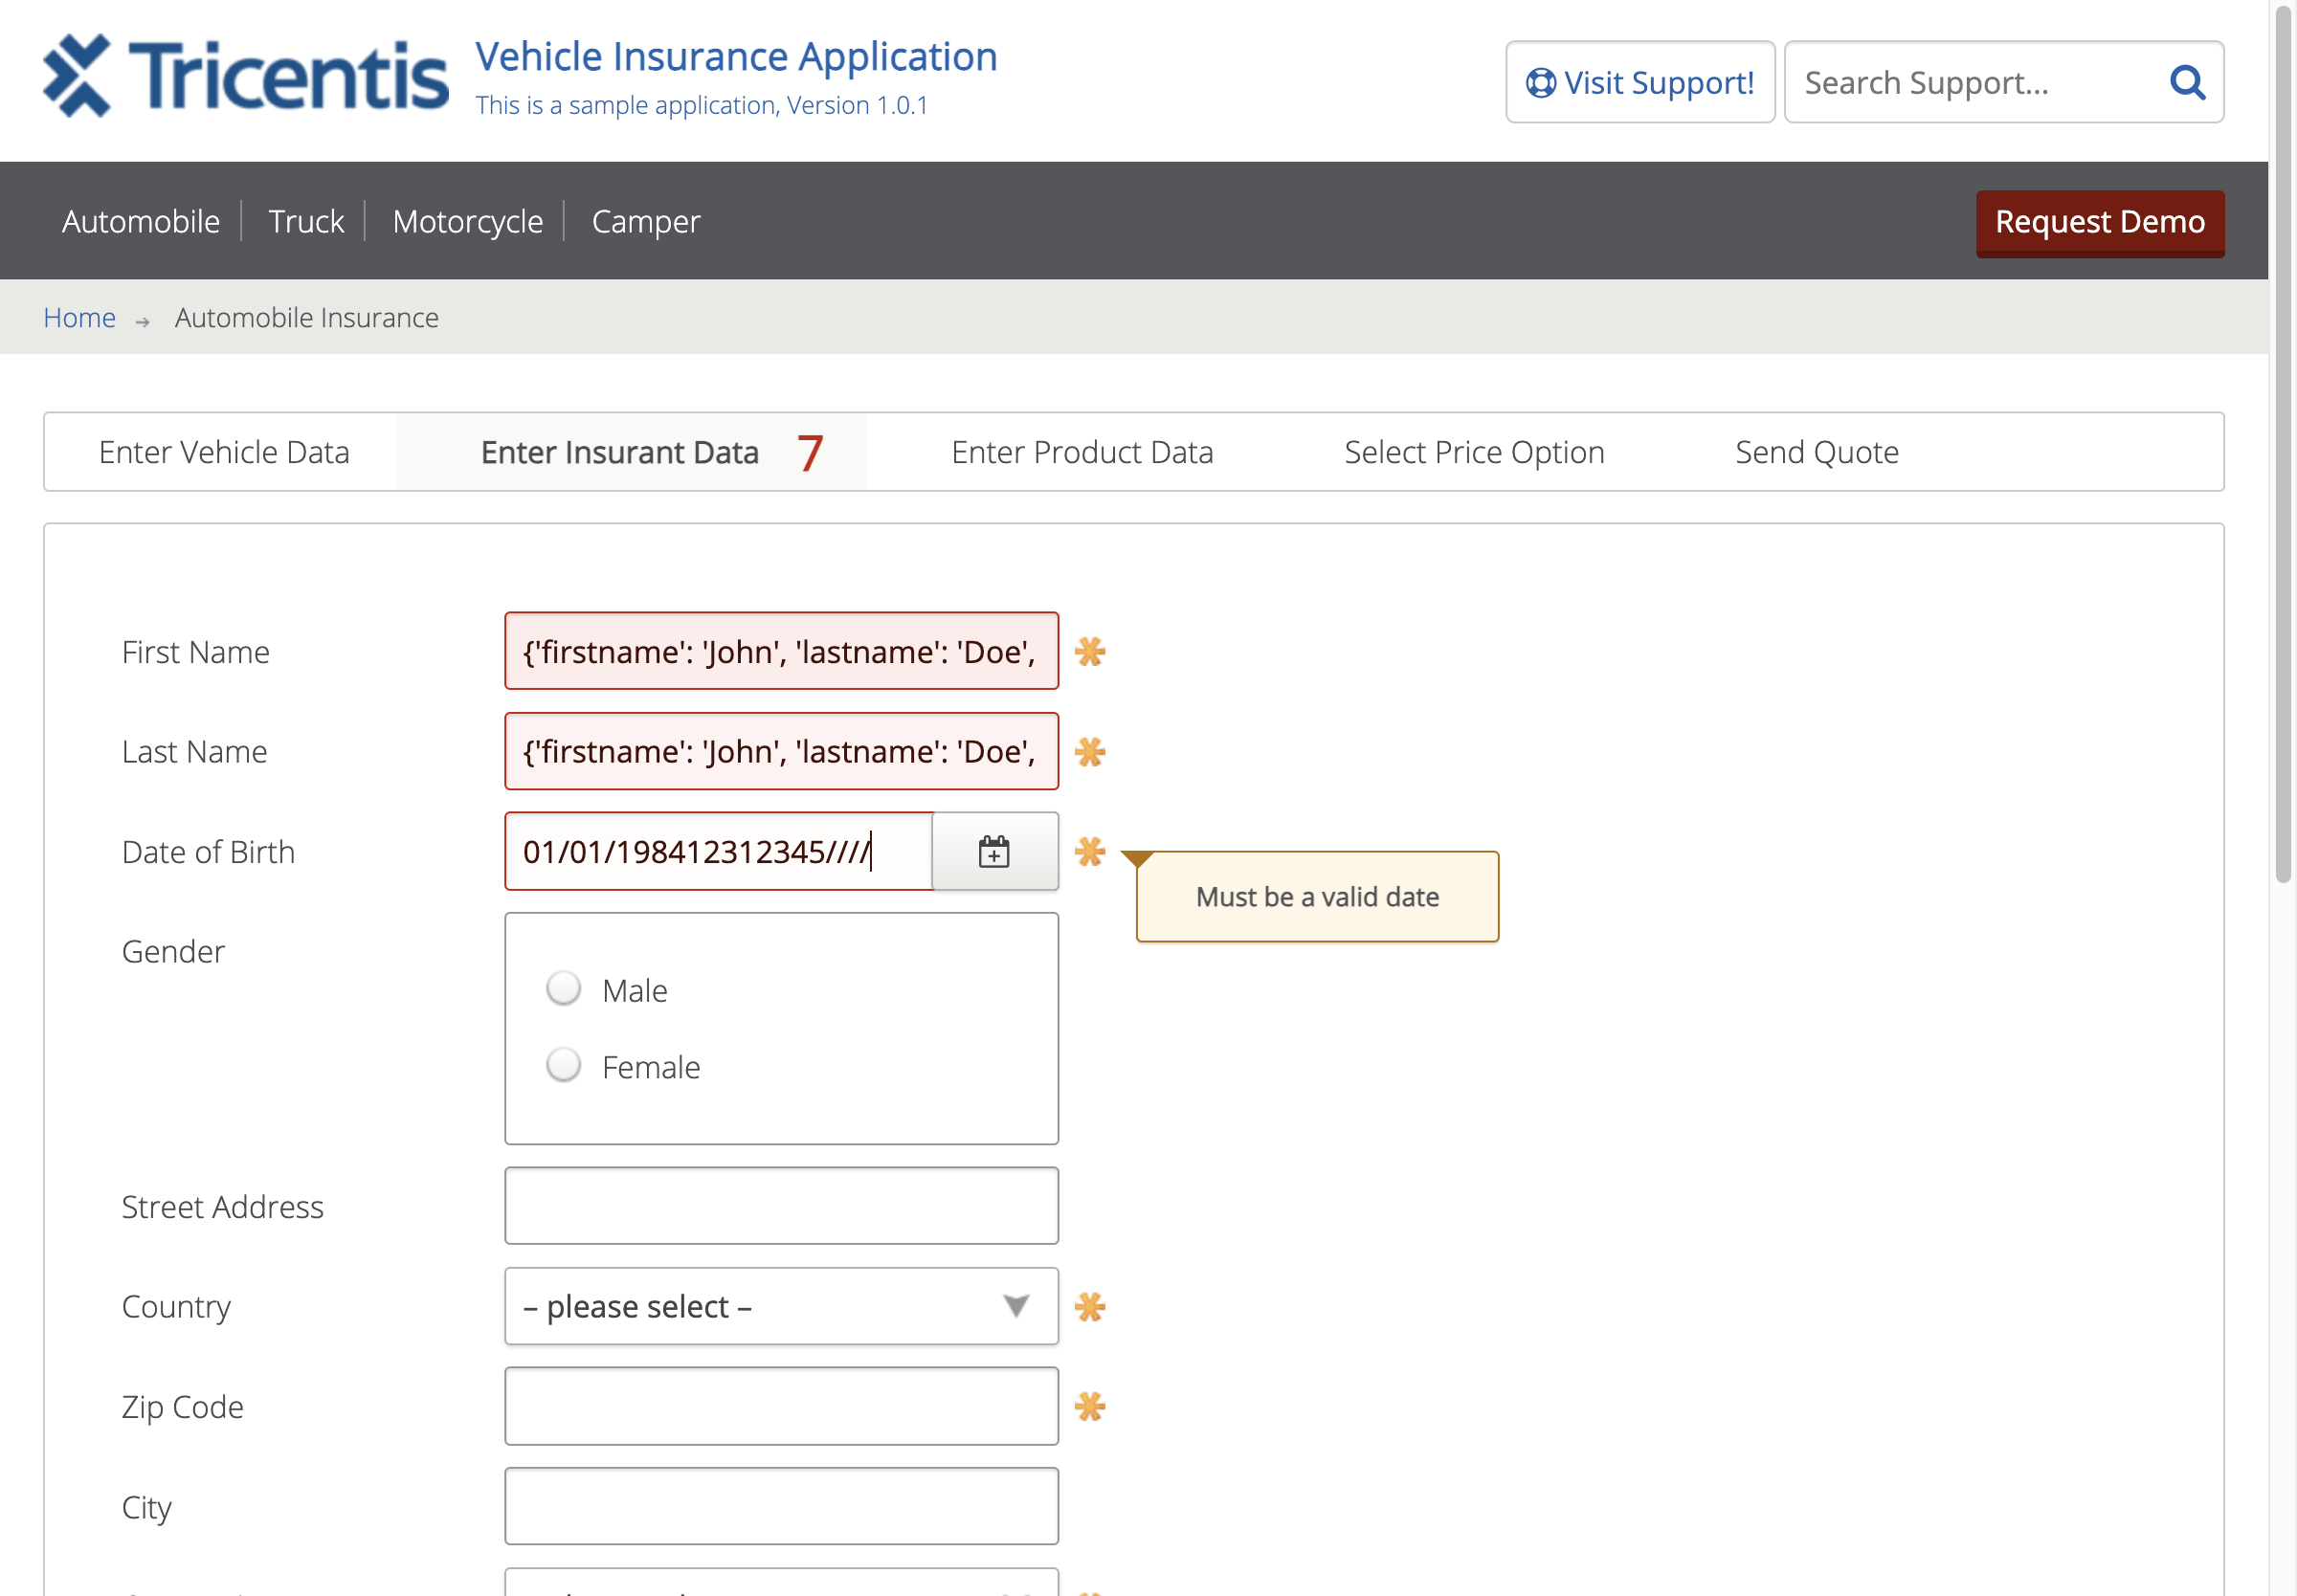 Tricentis
Vehicle Insurance Application
This is a sample application, Version 1.0.1
Visit Support!
Search Support...
Automobile
Truck
Motorcycle
Camper
Request Demo
Home
Automobile Insurance
Enter Vehicle Data
Enter Insurant Data 7
Enter Product Data
Select Price Option
Send Quote
First Name
{'firstname': 'John', 'lastname': 'Doe',
Last Name
{'firstname': 'John', 'lastname': 'Doe',
Date of Birth
01/01/198412312345////
Must be a valid date
Gender
Male
Female
Street Address
Country
– please select –
Zip Code
City